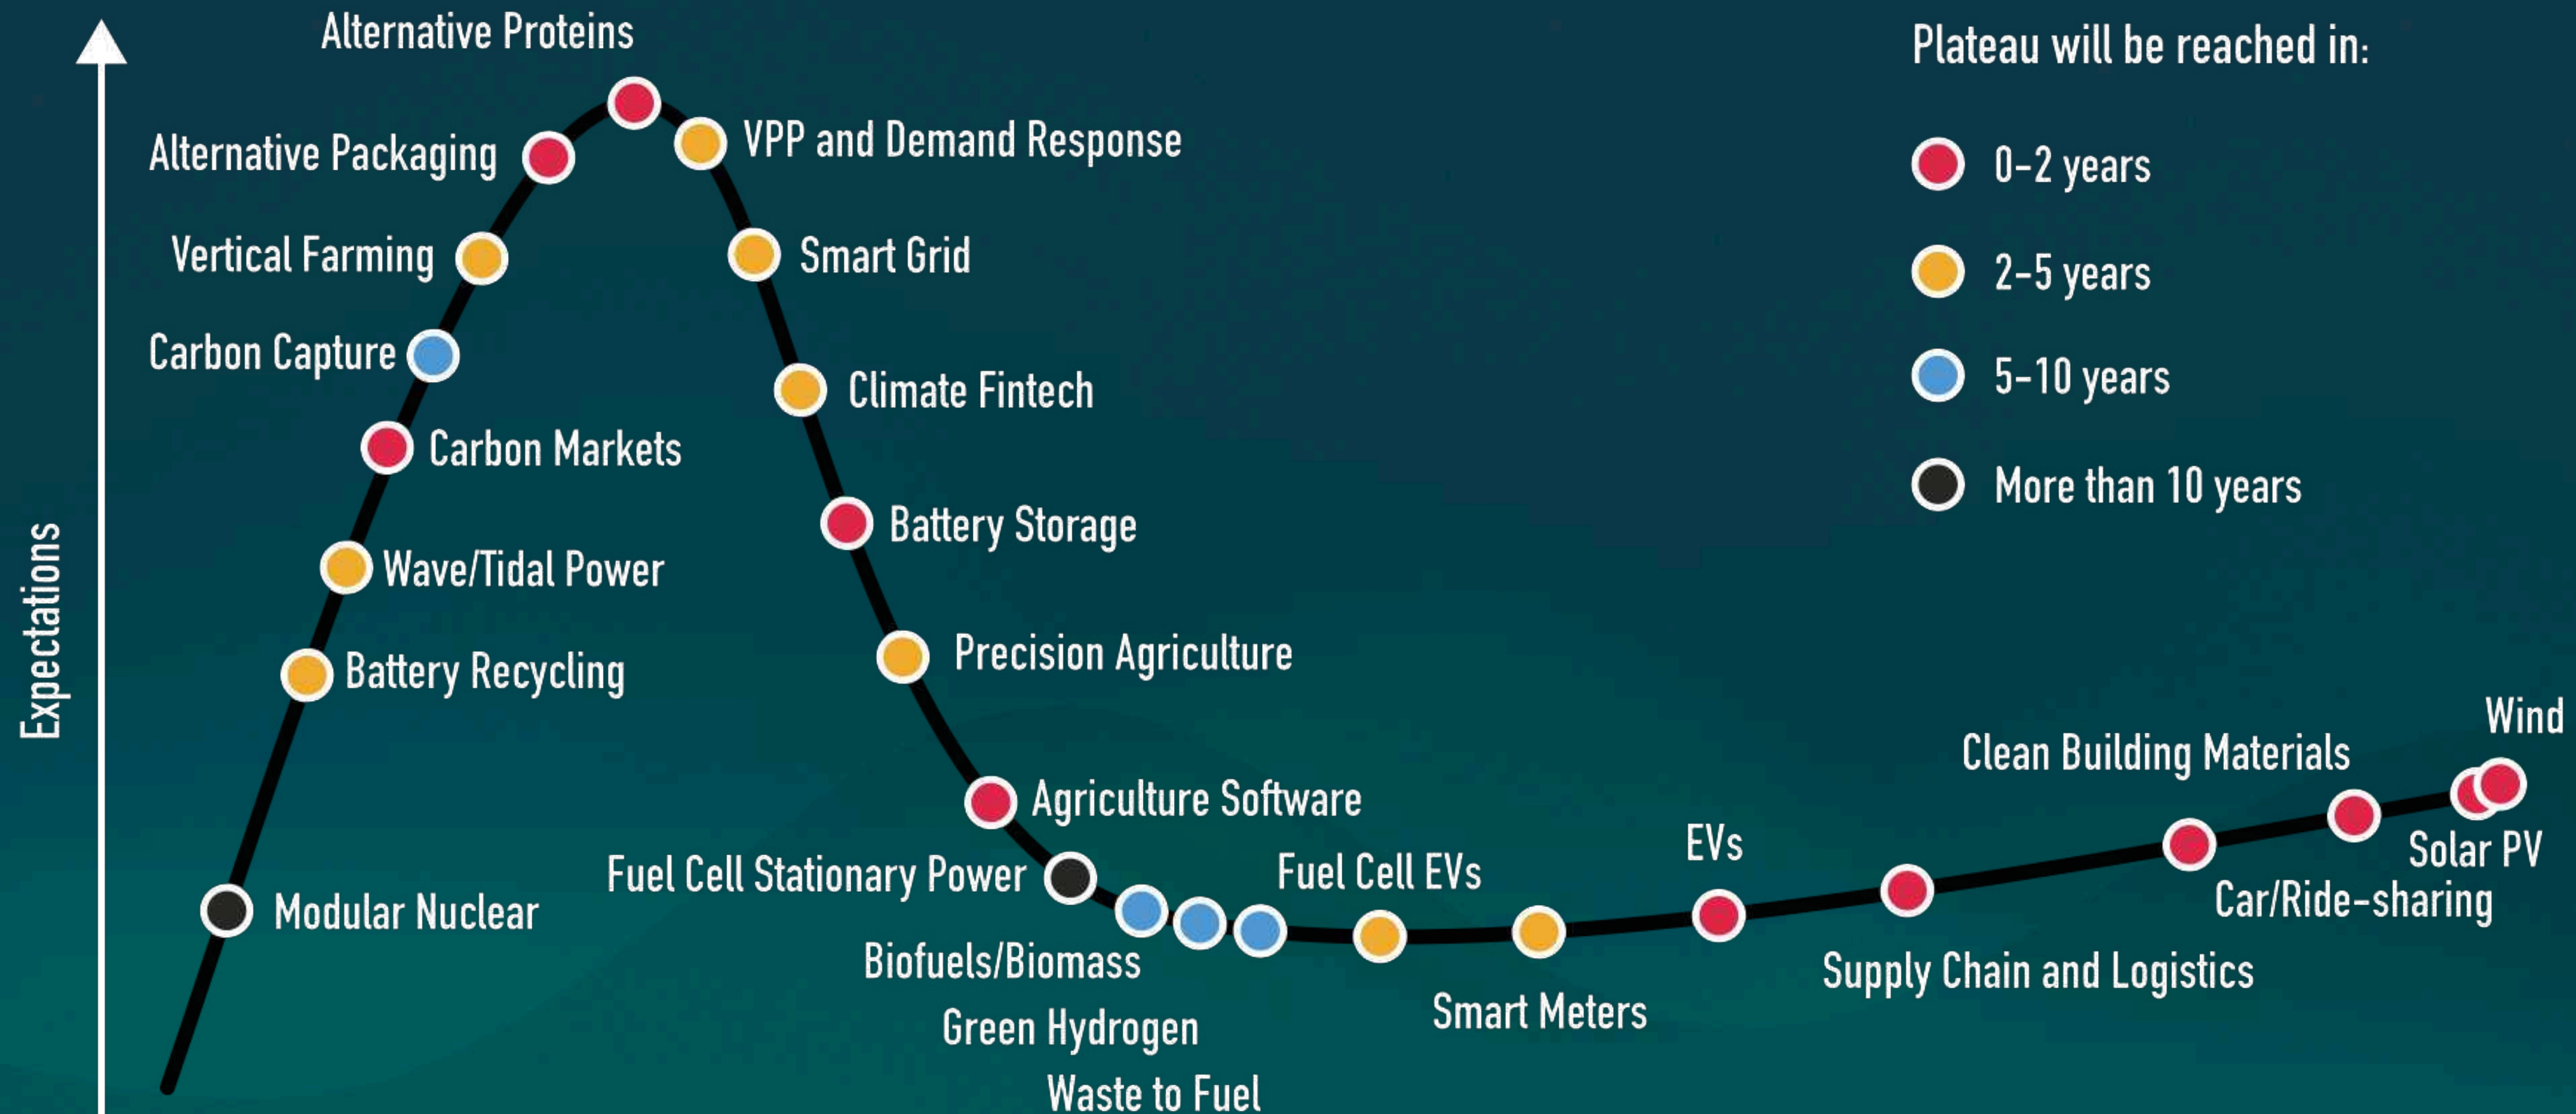 Alternative Proteins
Plateau will be reached in:
Alternative Packaging
VPP and Demand Response
0-2 years
Vertical Farming
Smart Grid
2-5 years
Carbon Capture
Climate Fintech
5-10 years
Carbon Markets
More than 10 years
Battery Storage
Wave/Tidal Power
Expectations
Precision Agriculture
Battery Recycling
Wind
Clean Building Materials
Agriculture Software
EVs
Solar PV
Fuel Cell Stationary Power
Fuel Cell EVs
Car/Ride-sharing
Modular Nuclear
Biofuels/Biomass
Supply Chain and Logistics
Smart Meters
Green Hydrogen
Waste to Fuel